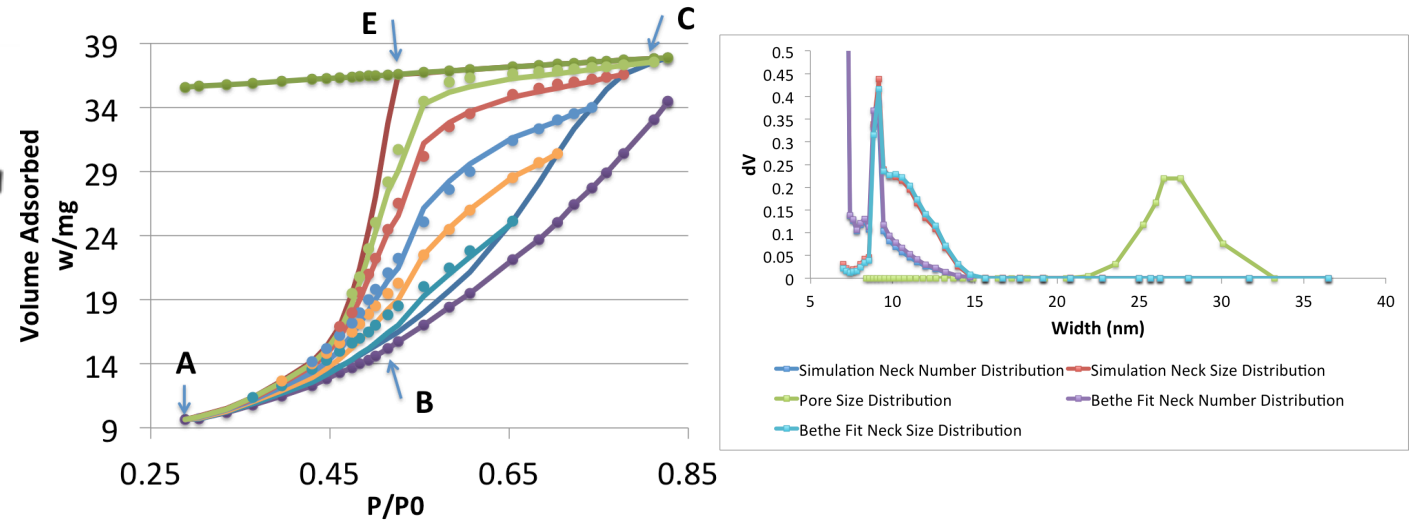 E
C
39
34
29
24
19
14
9
A
B
0.25 0.45 0.65 0.85
P/P0
Volume Adsorbed
w/mg
0.5
0.45
0.4
0.35
0.3
0.25
0.2
0.15
0.1
0.05
0
dV
5 10 15 20 25 30 35 40
Width (nm)
Simulation Neck Number Distribution
Simulation Neck Size Distribution
Pore Size Distribution
Bethe Fit Neck Number Distribution
Bethe Fit Neck Size Distribution